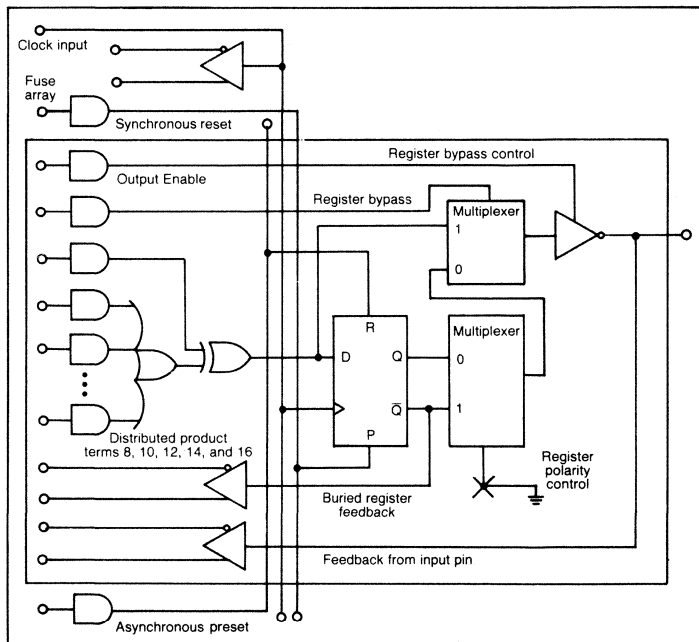 Clock input
Fuse
array
Synchronous reset
Register bypass control
Output Enable
Register bypass
Multiplexer
1
0
R
D
Q
Q̅
P
Multiplexer
0
1
Distributed product
terms 8, 10, 12, 14, and 16
Register
polarity
control
Buried register
feedback
Feedback from input pin
Asynchronous preset